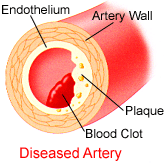 Endothelium
Artery Wall
Plaque
Blood Clot
Diseased Artery